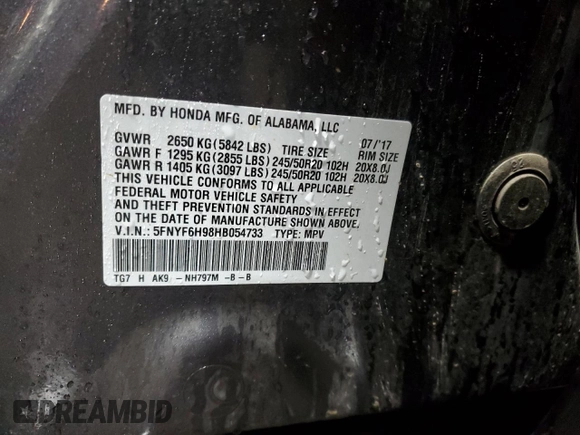 MFD. BY HONDA MFG. OF ALABAMA, LLC
GVWR 2650 KG (5842 LBS) TIRE SIZE 07/'17 RIM SIZE
GAWR F 1295 KG (2855 LBS) 245/50R20 102H 20X8.0J
GAWR R 1405 KG (3097 LBS) 245/50R20 102H 20X8.0J
THIS VEHICLE CONFORMS TO ALL APPLICABLE
FEDERAL MOTOR VEHICLE SAFETY
AND THEFT PREVENTION STANDARDS IN EFFECT
ON THE DATE OF MANUFACTURE SHOWN ABOVE.
V.I.N.: 5FNYF6H98HB054733 TYPE: MPV
TG7 H AK9 - NH797M -B - B
DREAMBID